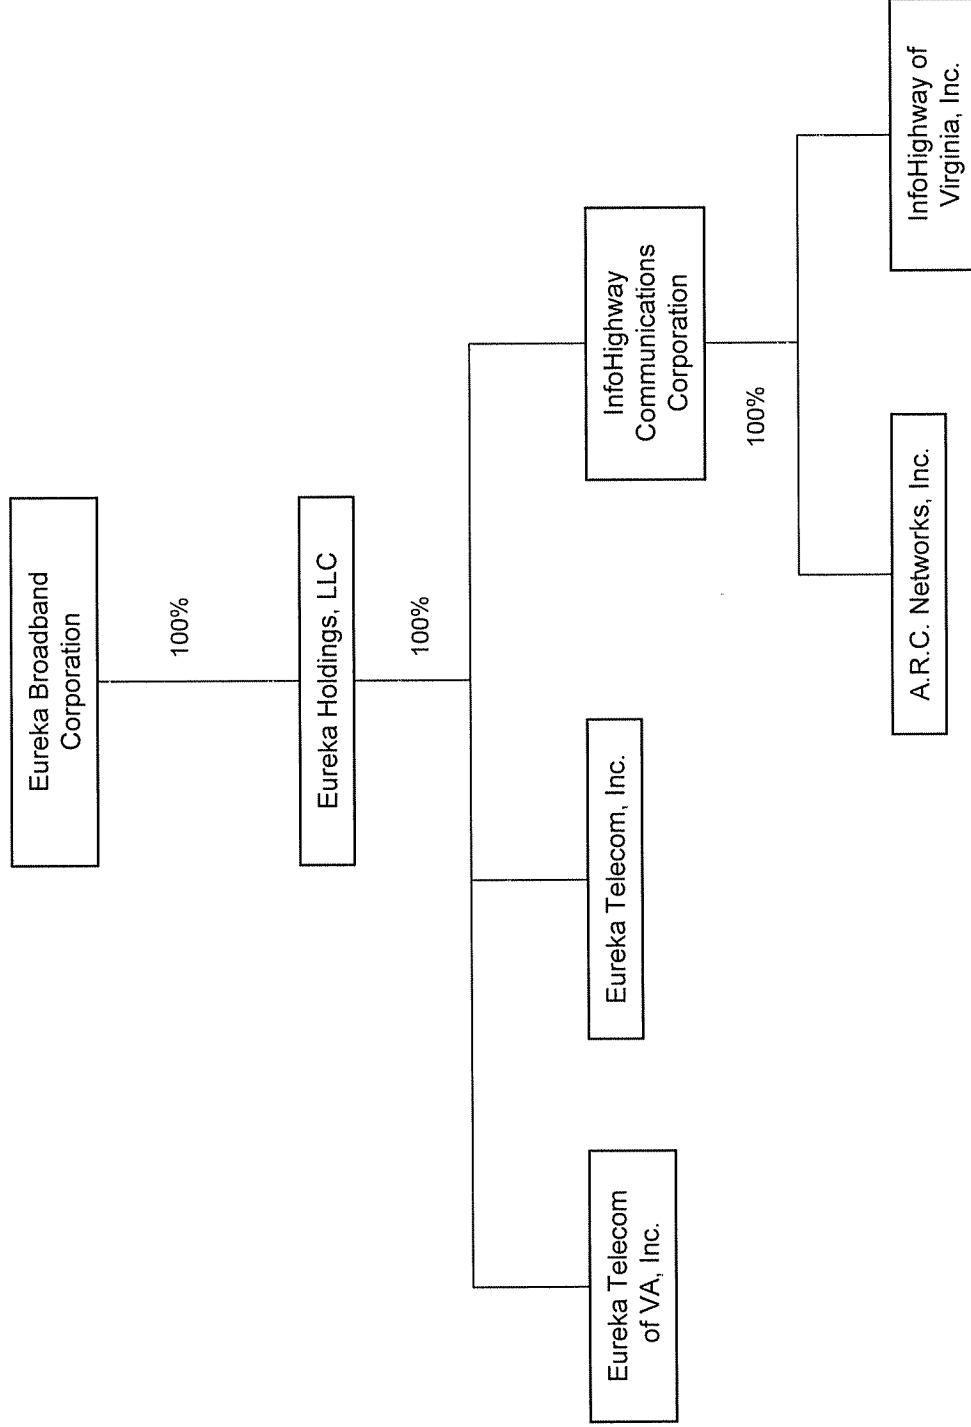 Eureka Broadband
Corporation
100%
Eureka Holdings, LLC
100%
Eureka Telecom
of VA, Inc.
Eureka Telecom, Inc.
InfoHighway
Communications
Corporation
100%
A.R.C. Networks, Inc.
InfoHighway of
Virginia, Inc.